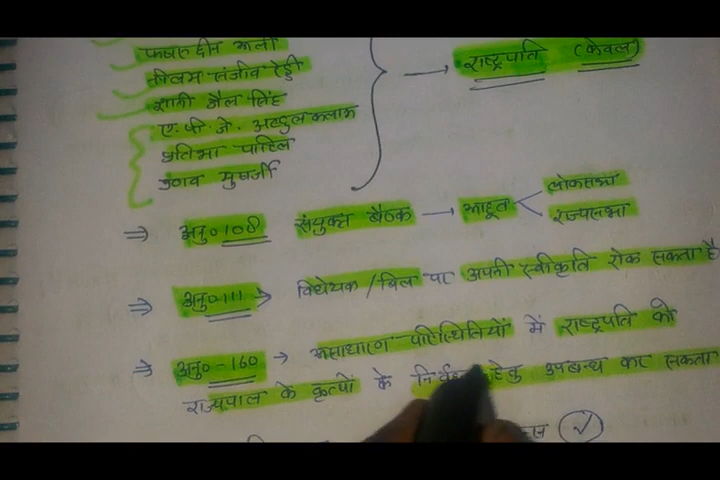 फखरुद्दीन अली
नीलम संजीव रेड्डी
ज्ञानी जैल सिंह
ए. पी. जे. अब्दुल कलाम
प्रतिभा पाटिल
प्रणव मुखर्जी
राष्ट्रपति (केवल)
⇒ अनु० 108 संयुक्त बैठक → आहूत लोकसभा
राज्यसभा
⇒ अनु०-111 → विधेयक / बिल पर अपनी स्वीकृति रोक सकता है
⇒ अनु०-160 → असाधारण परिस्थितियों में राष्ट्रपति को
राज्यपाल के कृत्यों के हेतु उपबन्ध कर सकता